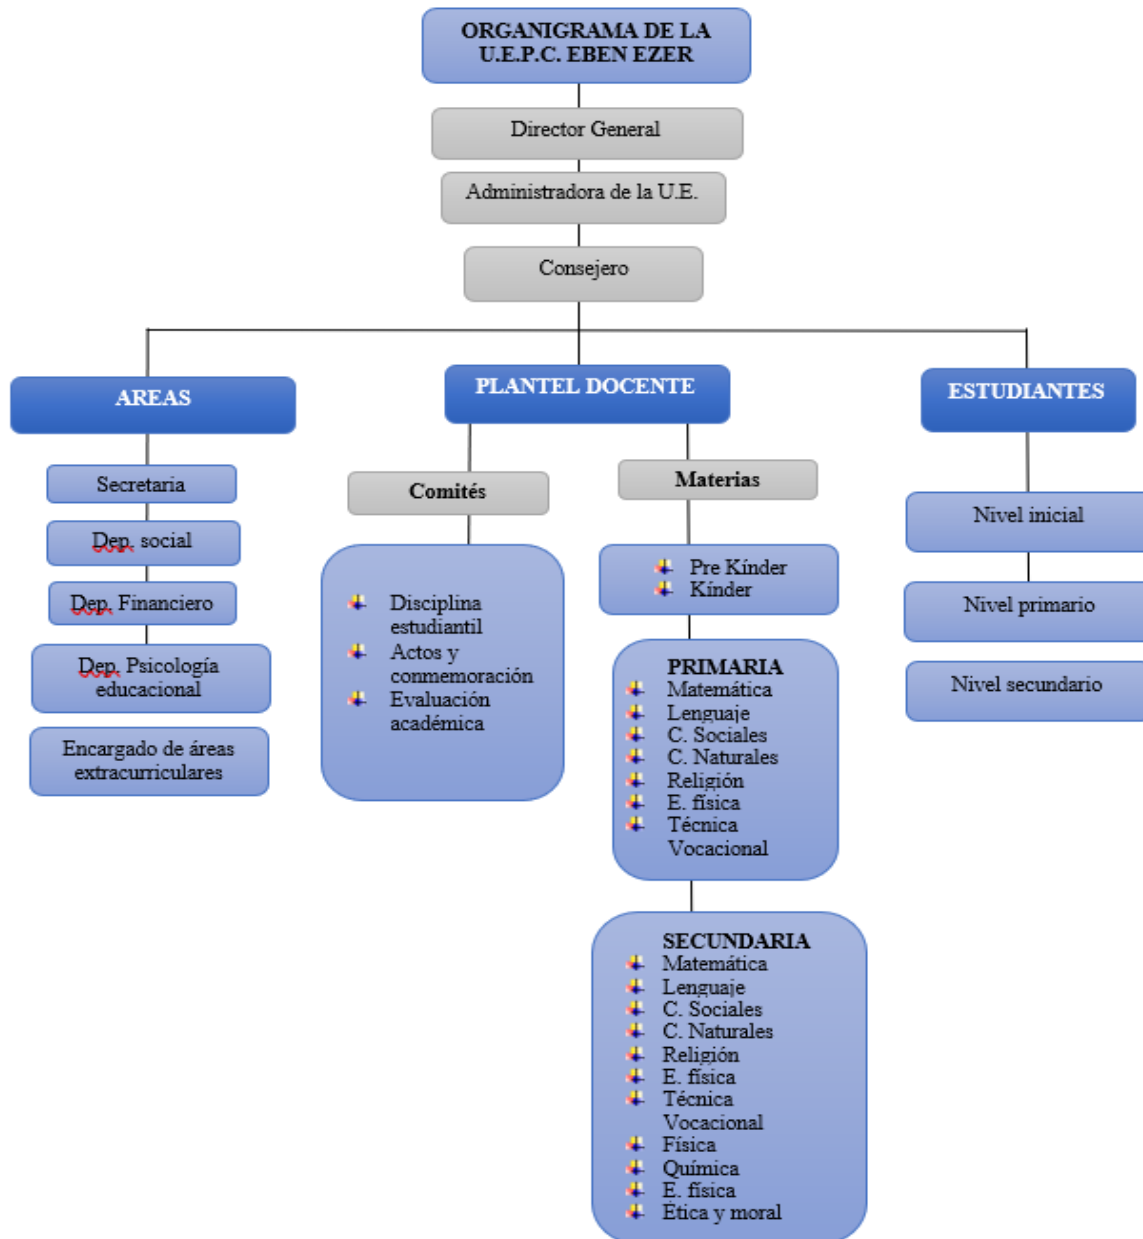 ORGANIGRAMA DE LA
U.E.P.C. EBEN EZER
Director General
Administradora de la U.E.
Consejero
AREAS
Secretaria
Dep. social
Dep. Financiero
Dep. Psicología
educacional
Encargado de áreas
extracurriculares
PLANTEL DOCENTE
Comités
Disciplina
estudiantil
Actos y
conmemoración
Evaluación
académica
Materias
Pre Kínder
Kínder
PRIMARIA
Matemática
Lenguaje
C. Sociales
C. Naturales
Religión
E. física
Técnica
Vocacional
SECUNDARIA
Matemática
Lenguaje
C. Sociales
C. Naturales
Religión
E. física
Técnica
Vocacional
Física
Química
E. física
Ética y moral
ESTUDIANTES
Nivel inicial
Nivel primario
Nivel secundario